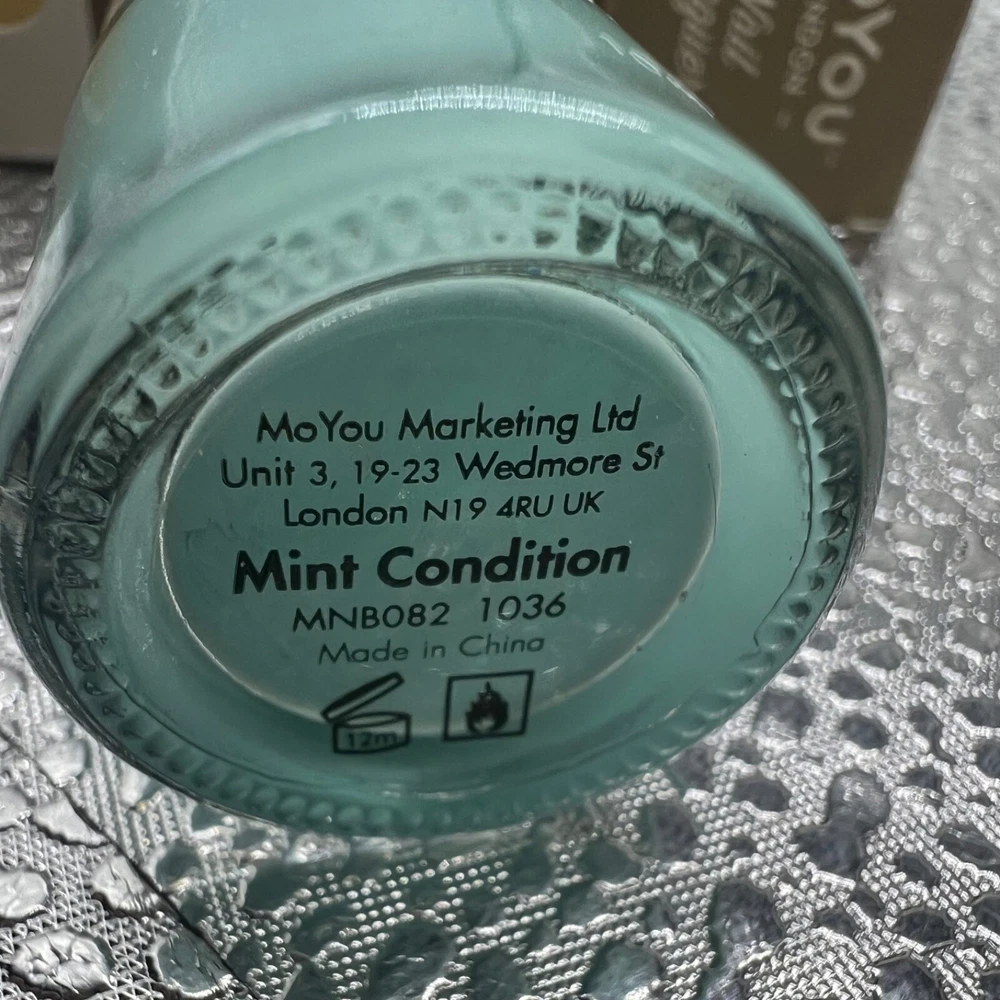 MoYou Marketing Ltd
Unit 3, 19-23 Wedmore St
London N19 4RU UK
Mint Condition
MNB082 1036
Made in China
12m